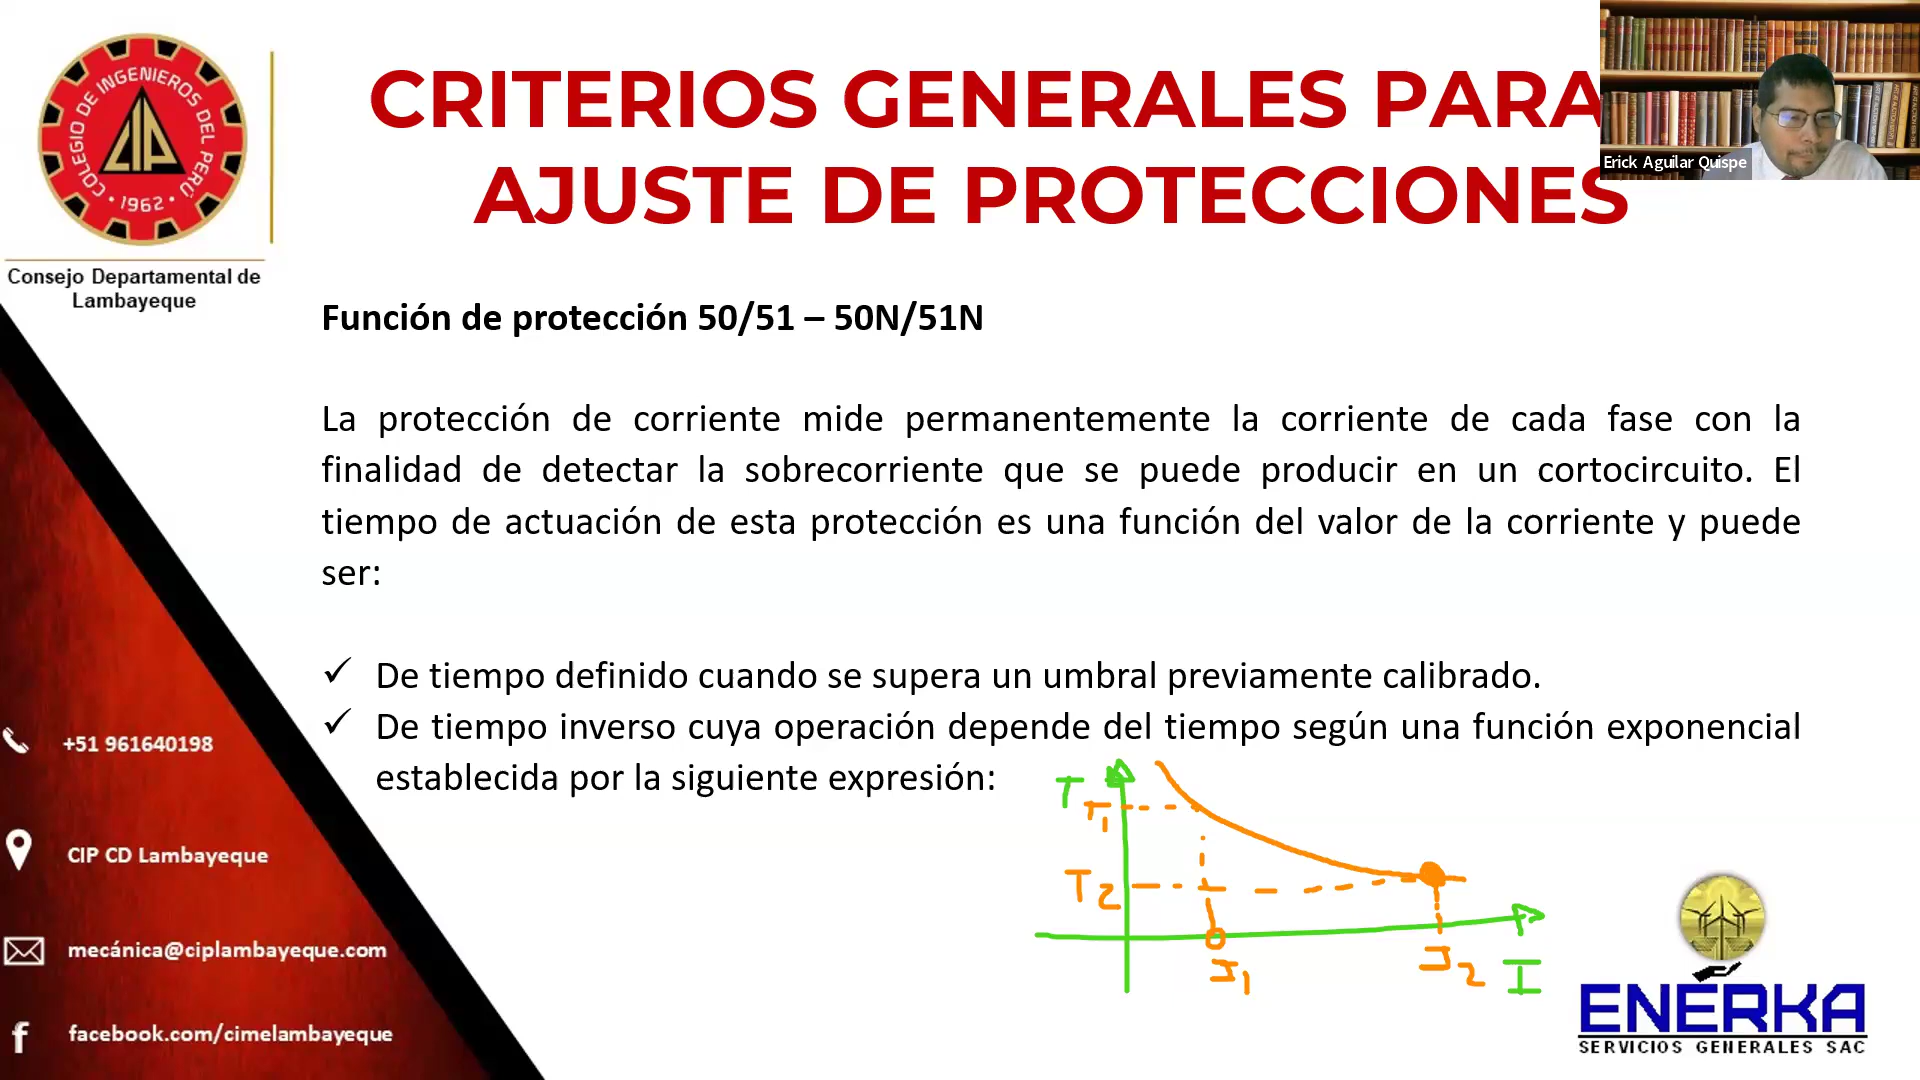 COLEGIO DE INGENIEROS DEL PERÚ
CIP
• 1962 •
Consejo Departamental de
Lambayeque
CRITERIOS GENERALES PARA
AJUSTE DE PROTECCIONES
Erick Aguilar Quispe
Función de protección 50/51 – 50N/51N
La protección de corriente mide permanentemente la corriente de cada fase con la
finalidad de detectar la sobrecorriente que se puede producir en un cortocircuito. El
tiempo de actuación de esta protección es una función del valor de la corriente y puede
ser:
✓ De tiempo definido cuando se supera un umbral previamente calibrado.
✓ De tiempo inverso cuya operación depende del tiempo según una función exponencial
establecida por la siguiente expresión:
T
T1
T2
I1
I2
I
+51 961640198
CIP CD Lambayeque
mecánica@ciplambayeque.com
facebook.com/cimelambayeque
ENERKA
SERVICIOS GENERALES SAC